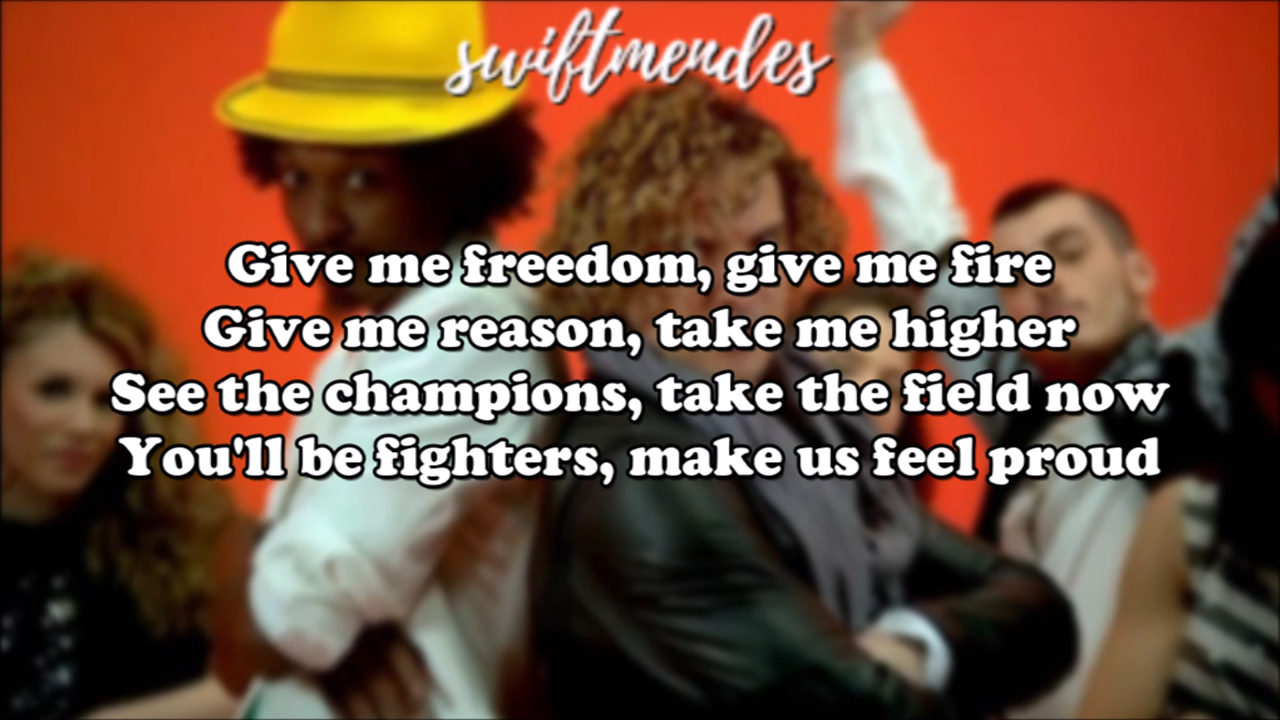 swiftmendes
Give me freedom, give me fire
Give me reason, take me higher
See the champions, take the field now
You'll be fighters, make us feel proud